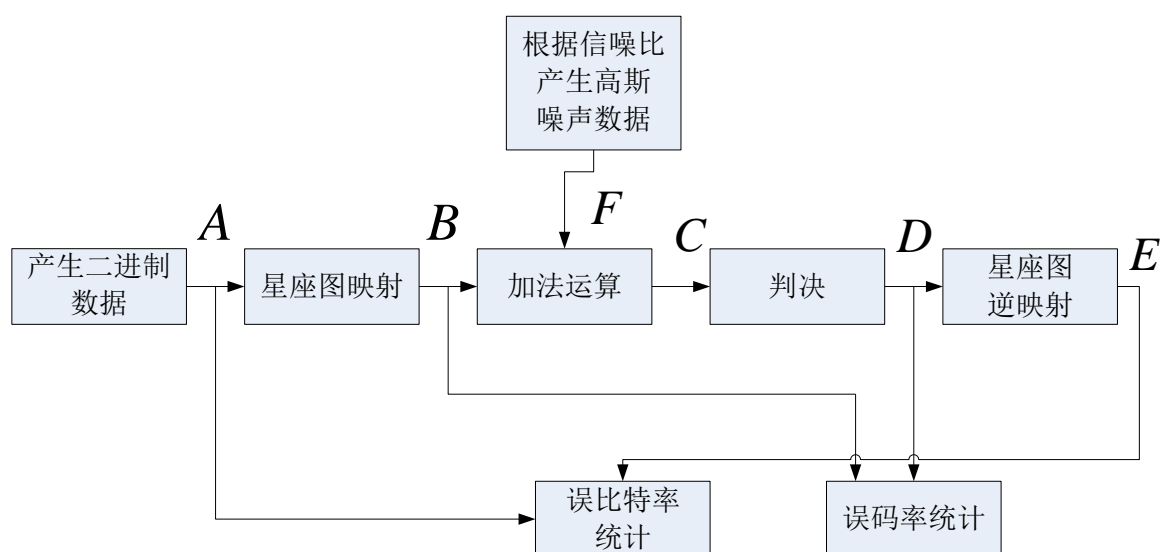 根据信噪比
产生高斯
噪声数据
A
B
F
C
D
E
产生二进制
数据
星座图映射
加法运算
判决
星座图
逆映射
误比特率
统计
误码率统计